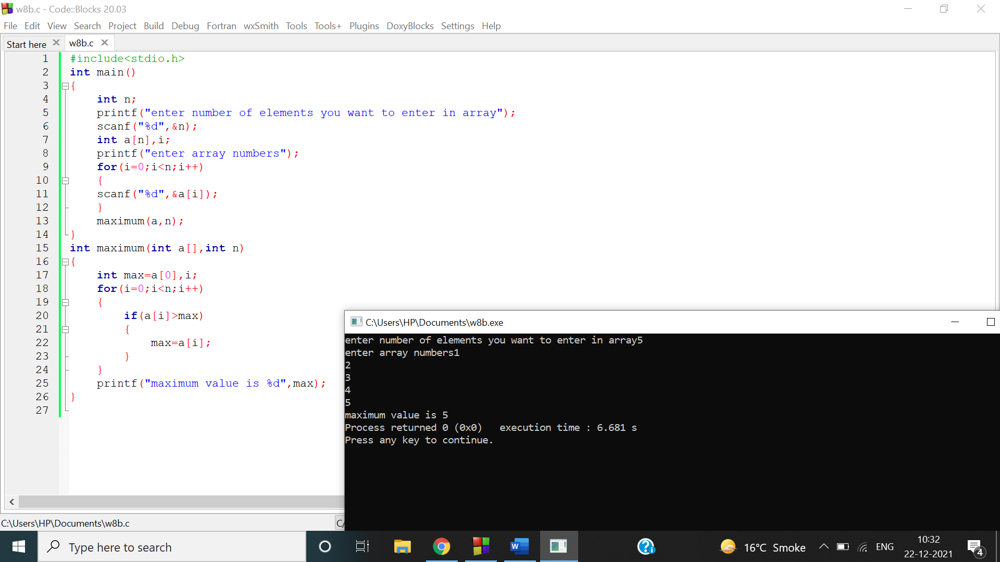 w8b.c - Code::Blocks 20.03
File Edit View Search Project Build Debug Fortran wxSmith Tools Tools+ Plugins DoxyBlocks Settings Help
Start here w8b.c
1 #include<stdio.h>
2 int main()
3 {
4 int n;
5 printf("enter number of elements you want to enter in array");
6 scanf("%d",&n);
7 int a[n],i;
8 printf("enter array numbers");
9 for(i=0;i<n;i++)
10 {
11 scanf("%d",&a[i]);
12 }
13 maximum(a,n);
14 }
15 int maximum(int a[],int n)
16 {
17 int max=a[0],i;
18 for(i=0;i<n;i++)
19 {
20 if(a[i]>max)
21 {
22 max=a[i];
23 }
24 }
25 printf("maximum value is %d",max);
26 }
27
C:\Users\HP\Documents\w8b.exe
enter number of elements you want to enter in array5
enter array numbers1
2
3
4
5
maximum value is 5
Process returned 0 (0x0)   execution time : 6.681 s
Press any key to continue.
C:\Users\HP\Documents\w8b.c C/
Type here to search
16°C Smoke
ENG
10:32
22-12-2021
4